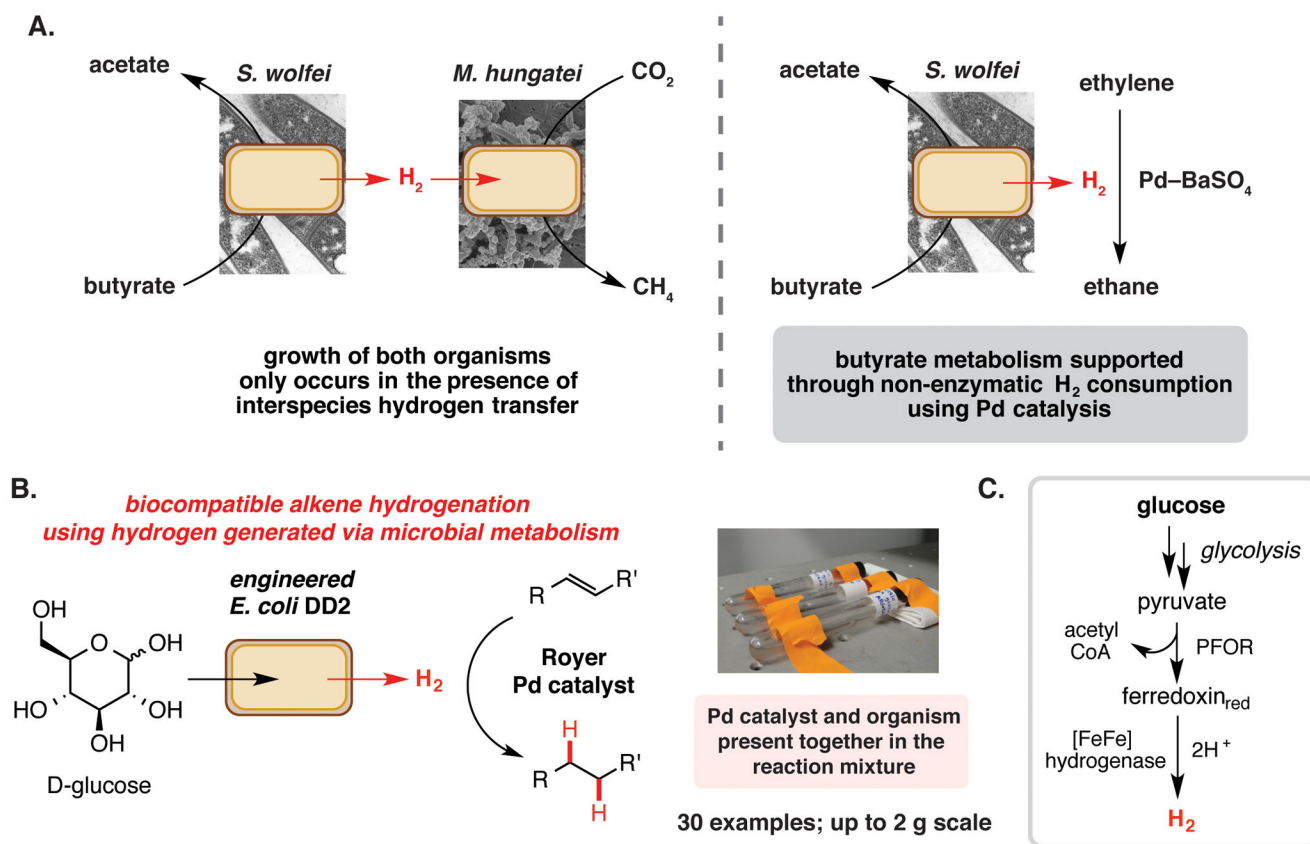 A.
acetate
S. wolfei
M. hungatei
CO2
H2
butyrate
CH4
growth of both organisms
only occurs in the presence of
interspecies hydrogen transfer
acetate
S. wolfei
ethylene
H2
Pd–BaSO4
butyrate
ethane
butyrate metabolism supported
through non-enzymatic H2 consumption
using Pd catalysis
B.
biocompatible alkene hydrogenation
using hydrogen generated via microbial metabolism
OH
O
OH
HO
OH
OH
D-glucose
engineered
E. coli DD2
H2
R
R'
Royer
Pd catalyst
H
R
R'
H
Pd catalyst and organism
present together in the
reaction mixture
30 examples; up to 2 g scale
C.
glucose
glycolysis
pyruvate
acetyl
CoA
PFOR
ferredoxinred
[FeFe]
hydrogenase
2H+
H2